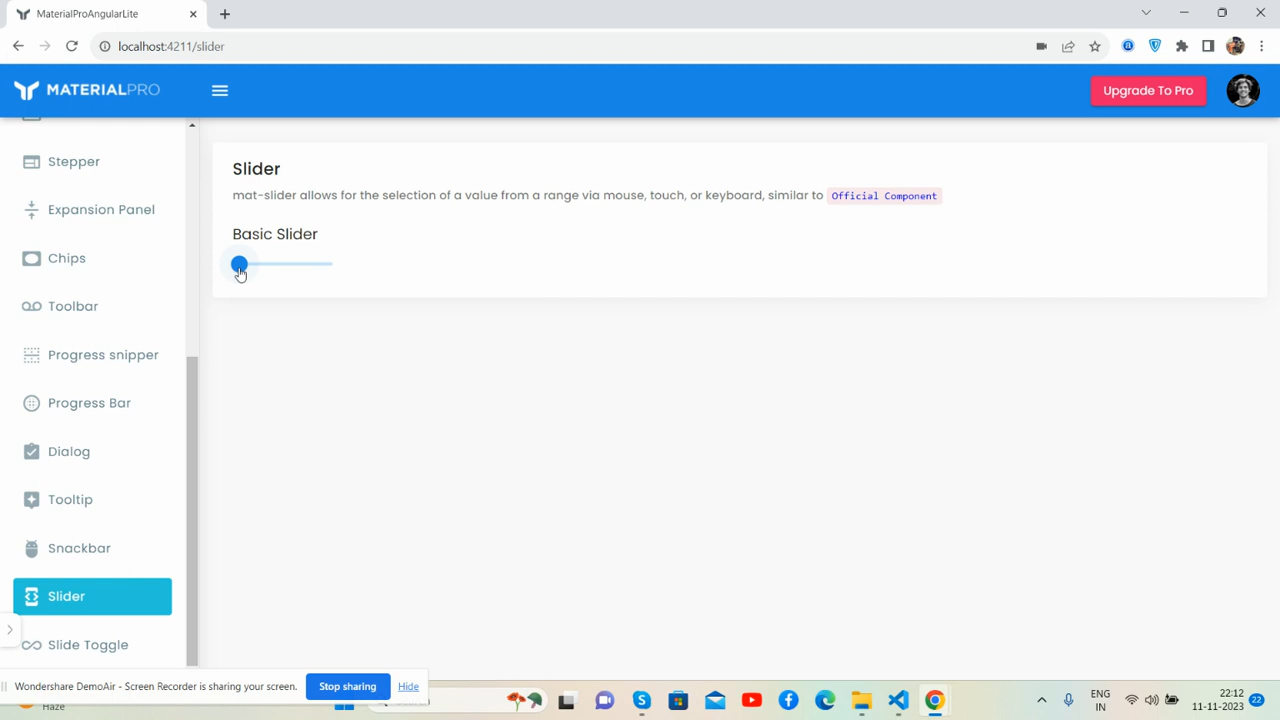 MaterialProAngularLite
localhost:4211/slider
MATERIALPRO
Upgrade To Pro
Stepper
Expansion Panel
Chips
Toolbar
Progress snipper
Progress Bar
Dialog
Tooltip
Snackbar
Slider
Slide Toggle
Slider
mat-slider allows for the selection of a value from a range via mouse, touch, or keyboard, similar to Official Component
Basic Slider
Wondershare DemoAir - Screen Recorder is sharing your screen.
Stop sharing
Hide
Haze
ENG
IN
22:12
11-11-2023
22